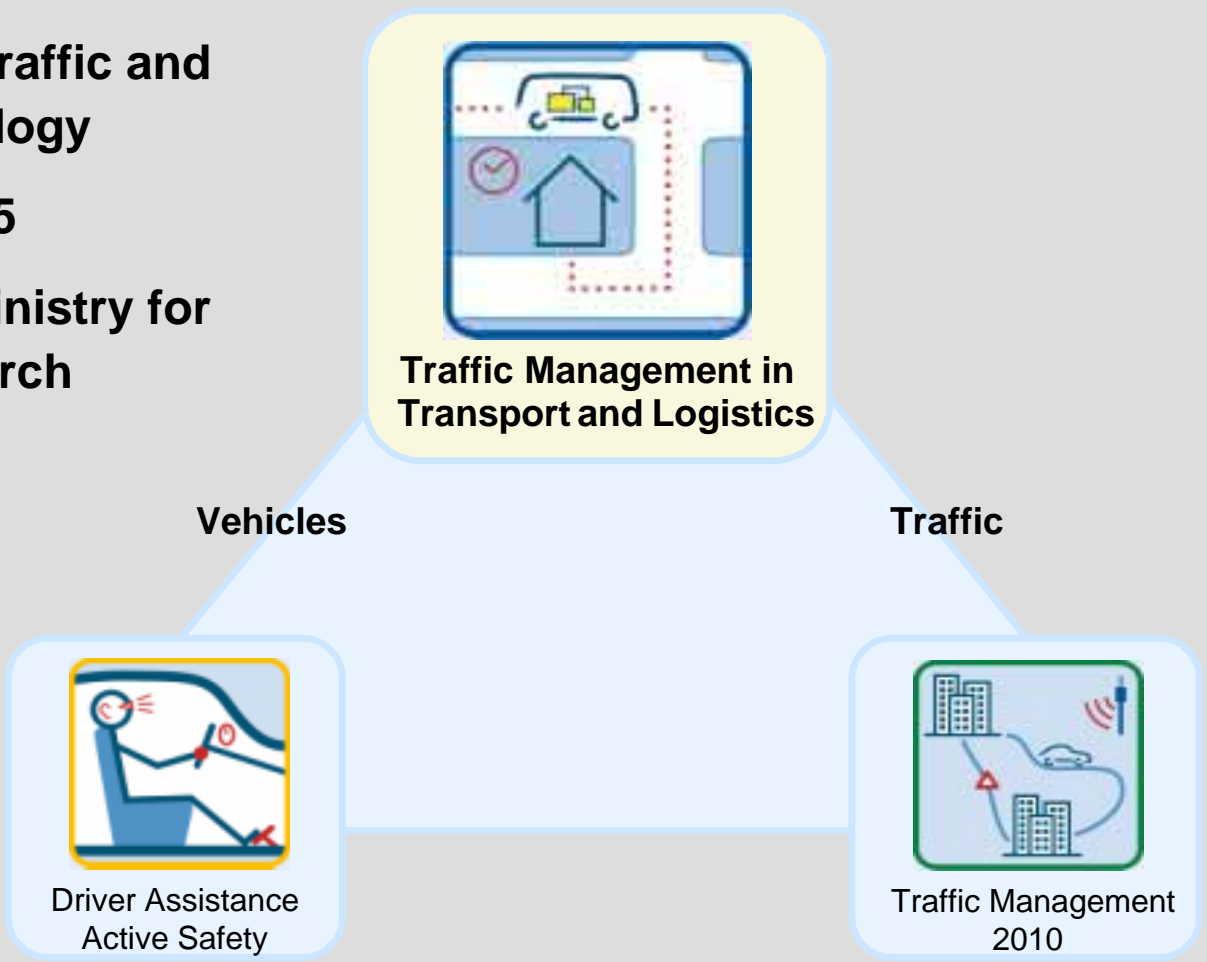 raffic and
logy
5
inistry for
rch
Traffic Management in
Transport and Logistics
Vehicles
Traffic
Driver Assistance
Active Safety
Traffic Management
2010